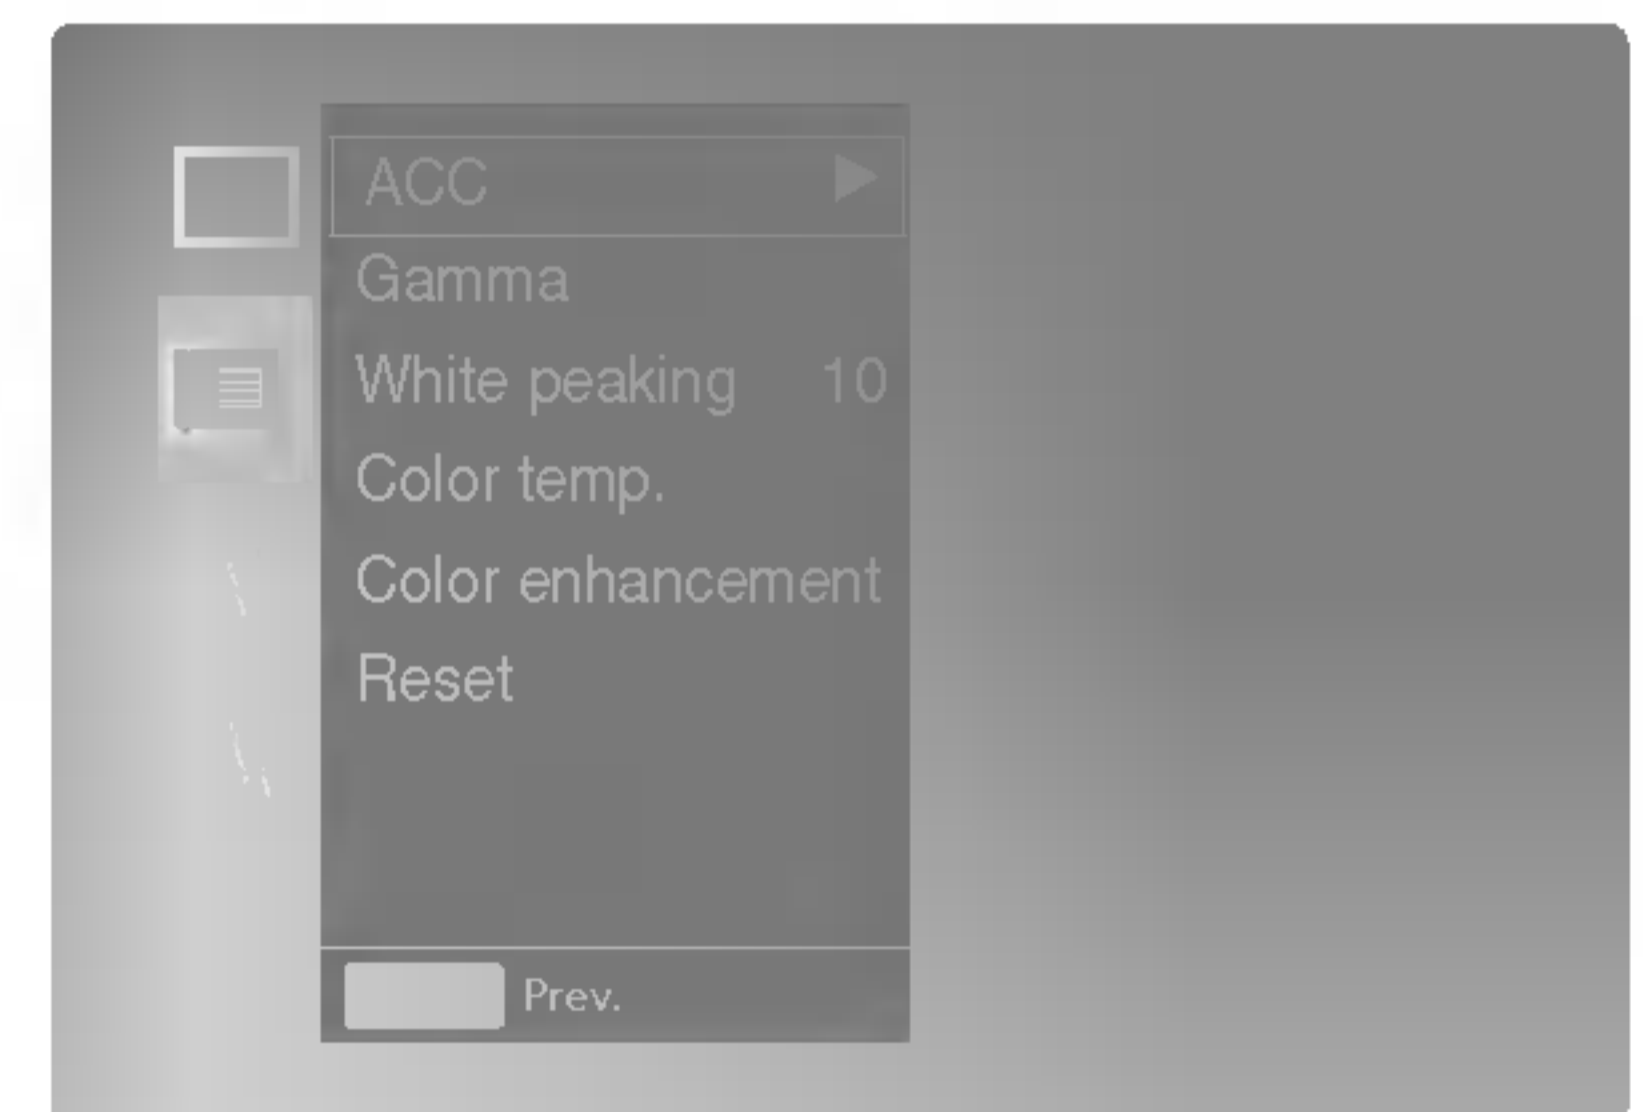 ACC
Gamma
White peaking 10
Color temp.
Color enhancement
Reset
Prev.